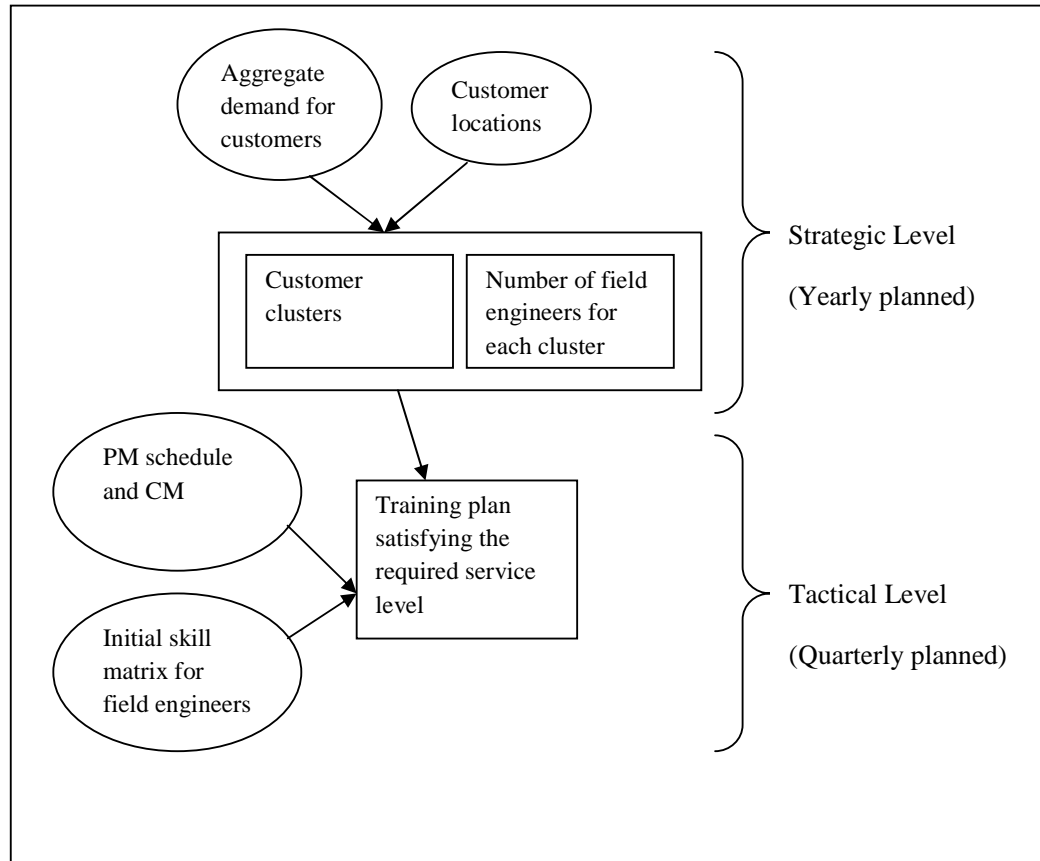 Aggregate
demand for
customers
Customer
locations
Customer
clusters
Number of field
engineers for
each cluster
Strategic Level
(Yearly planned)
PM schedule
and CM
Training plan
satisfying the
required service
level
Initial skill
matrix for
field engineers
Tactical Level
(Quarterly planned)